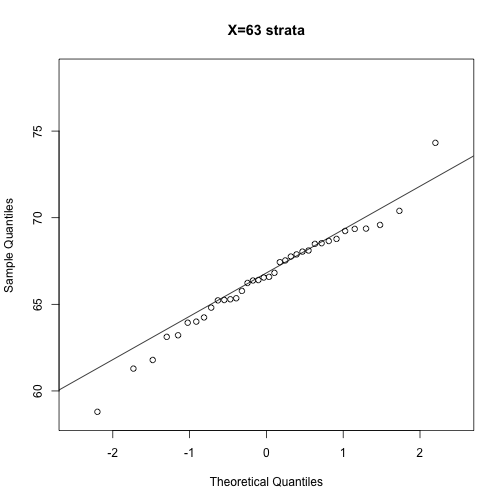 X=63 strata
Sample Quantiles
75
70
65
60
-2 -1 0 1 2
Theoretical Quantiles